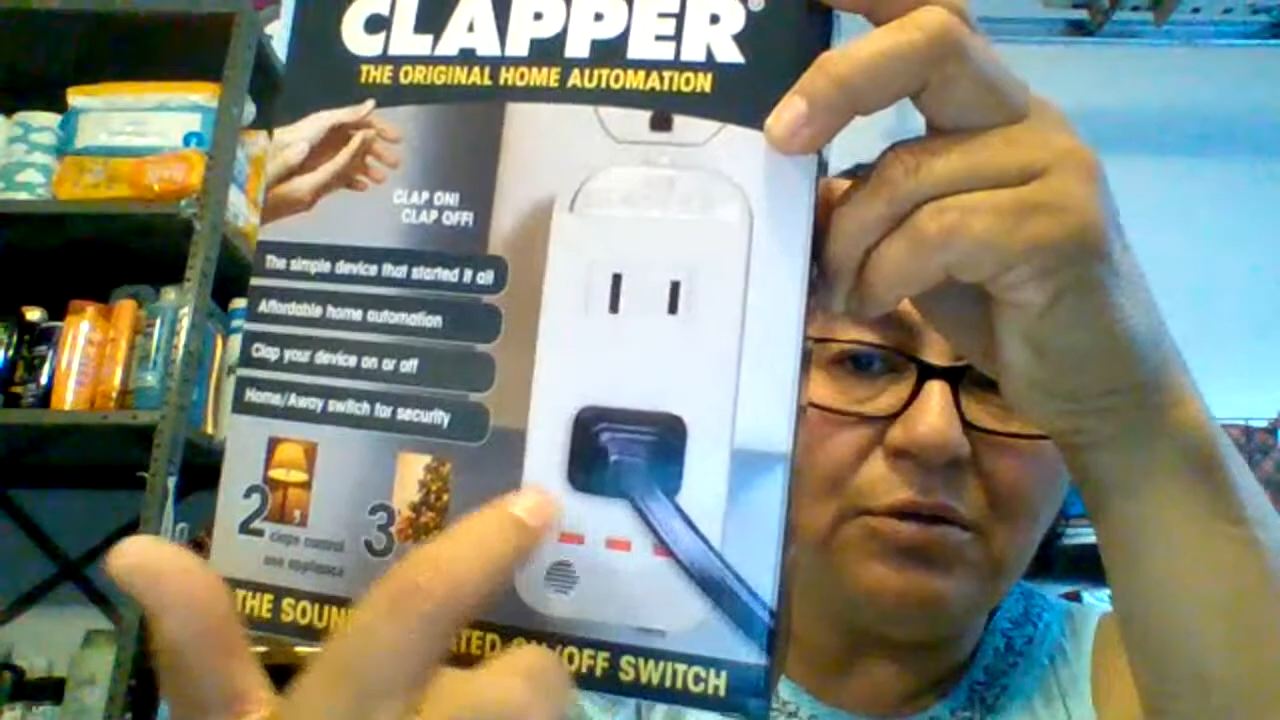 CLAPPER®
THE ORIGINAL HOME AUTOMATION
CLAP ON!
CLAP OFF!
The simple device that started it all
Affordable home automation
Clap your device on or off
Home/Away switch for security
2 claps control
one appliance
3
THE SOUN ATED ON/OFF SWITCH